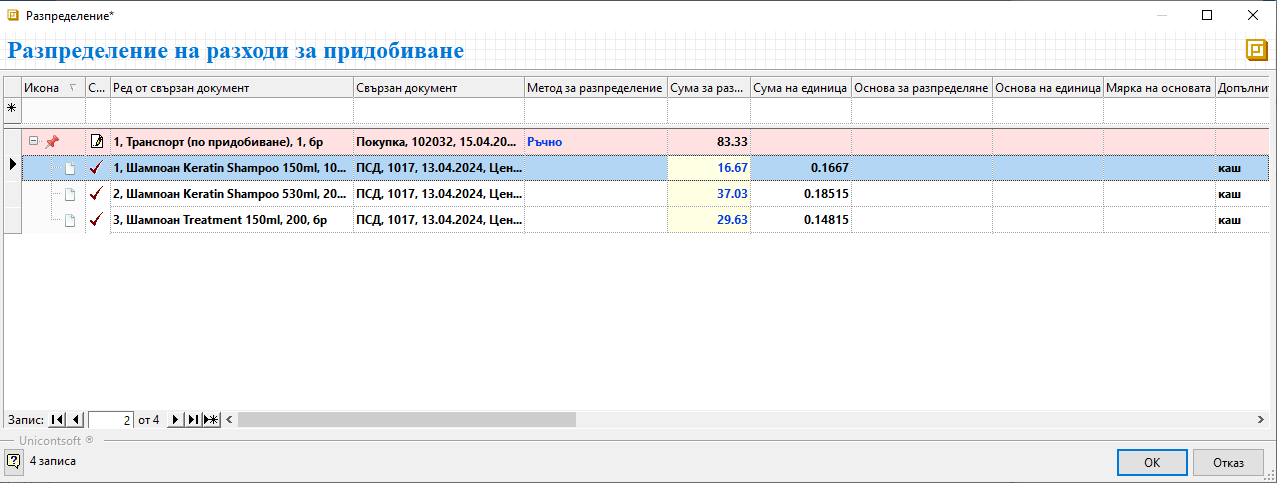 Разпределение*
Разпределение на разходи за придобиване
Икона С... Ред от свързан документ Свързан документ Метод за разпределение Сума за раз... Сума на единица Основа за разпределяне Основа на единица Мярка на основата Допълнит
1, Транспорт (по придобиване), 1, бр Покупка, 102032, 15.04.20... Ръчно 83.33
1, Шампоан Keratin Shampoo 150ml, 10... ПСД, 1017, 13.04.2024, Цен... 16.67 0.1667 каш
2, Шампоан Keratin Shampoo 530ml, 20... ПСД, 1017, 13.04.2024, Цен... 37.03 0.18515 каш
3, Шампоан Treatment 150ml, 200, бр ПСД, 1017, 13.04.2024, Цен... 29.63 0.14815 каш
Запис: 2 от 4
Unicontsoft ®
4 записа
OK Отказ